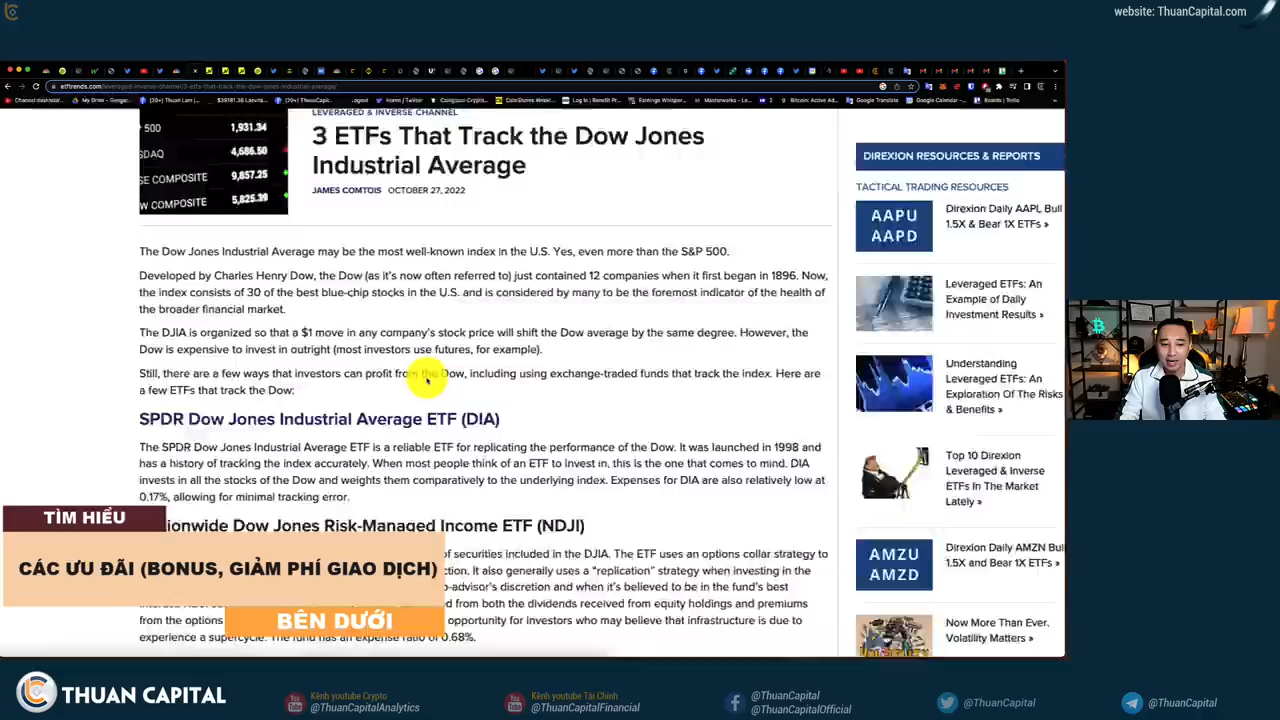 website: ThuanCapital.com
etftrends.com/leveraged-inverse-channel/3-etfs-that-track-the-dow-jones-industrial-average/
LEVERAGED & INVERSE CHANNEL
3 ETFs That Track the Dow Jones
Industrial Average
JAMES COMTOIS OCTOBER 27, 2022
500 1,931.34
SDAQ 4,686.50
SE COMPOSITE 9,857.25
W COMPOSITE 5,825.39
The Dow Jones Industrial Average may be the most well-known index in the U.S. Yes, even more than the S&P 500.
Developed by Charles Henry Dow, the Dow (as it's now often referred to) just contained 12 companies when it first began in 1896. Now,
the index consists of 30 of the best blue-chip stocks in the U.S. and is considered by many to be the foremost indicator of the health of
the broader financial market.
The DJIA is organized so that a $1 move in any company's stock price will shift the Dow average by the same degree. However, the
Dow is expensive to invest in outright (most investors use futures, for example).
Still, there are a few ways that investors can profit from the Dow, including using exchange-traded funds that track the index. Here are
a few ETFs that track the Dow:
SPDR Dow Jones Industrial Average ETF (DIA)
The SPDR Dow Jones Industrial Average ETF is a reliable ETF for replicating the performance of the Dow. It was launched in 1998 and
has a history of tracking the index accurately. When most people think of an ETF to invest in, this is the one that comes to mind. DIA
invests in all the stocks of the Dow and weights them comparatively to the underlying index. Expenses for DIA are also relatively low at
0.17%, allowing for minimal tracking error.
ionwide Dow Jones Risk-Managed Income ETF (NDJI)
of securities included in the DJIA. The ETF uses an options collar strategy to
ction. It also generally uses a "replication" strategy when investing in the
-advisor's discretion and when it's believed to be in the fund's best
ed from both the dividends received from equity holdings and premiums
from the options opportunity for investors who may believe that infrastructure is due to
experience a supercycle. The fund has an expense ratio of 0.68%.
DIREXION RESOURCES & REPORTS
TACTICAL TRADING RESOURCES
AAPU
AAPD
Direxion Daily AAPL Bull
1.5X & Bear 1X ETFs »
Leveraged ETFs: An
Example of Daily
Investment Results »
Understanding
Leveraged ETFs: An
Exploration Of The Risks
& Benefits »
Top 10 Direxion
Leveraged & Inverse
ETFs In The Market
Lately »
AMZU
AMZD
Direxion Daily AMZN Bul
1.5X and Bear 1X ETFs »
Now More Than Ever,
Volatility Matters »
TÌM HIỂU
CÁC ƯU ĐÃI (BONUS, GIẢM PHÍ GIAO DỊCH)
BÊN DƯỚI
THUAN CAPITAL
Kênh youtube Crypto
@ThuanCapitalAnalytics
Kênh youtube Tài Chính
@ThuanCapitalFinancial
@ThuanCapital
@ThuanCapitalOfficial
@ThuanCapital
@ThuanCapital